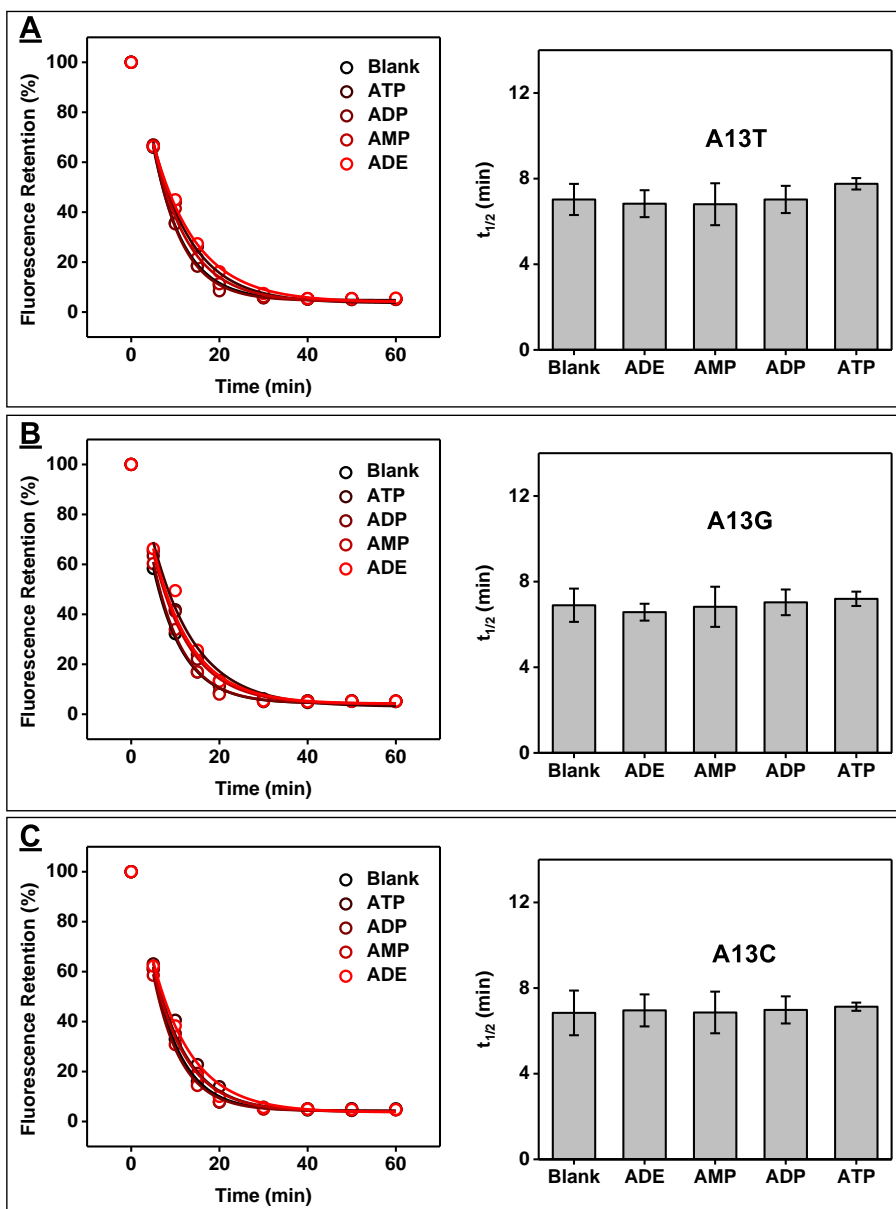 A
Fluorescence Retention (%)
100
80
60
40
20
0
0 20 40 60
Time (min)
Blank
ATP
ADP
AMP
ADE
t1/2 (min)
12
8
4
0
A13T
Blank ADE AMP ADP ATP
B
Fluorescence Retention (%)
100
80
60
40
20
0
0 20 40 60
Time (min)
Blank
ATP
ADP
AMP
ADE
t1/2 (min)
12
8
4
0
A13G
Blank ADE AMP ADP ATP
C
Fluorescence Retention (%)
100
80
60
40
20
0
0 20 40 60
Time (min)
Blank
ATP
ADP
AMP
ADE
t1/2 (min)
12
8
4
0
A13C
Blank ADE AMP ADP ATP